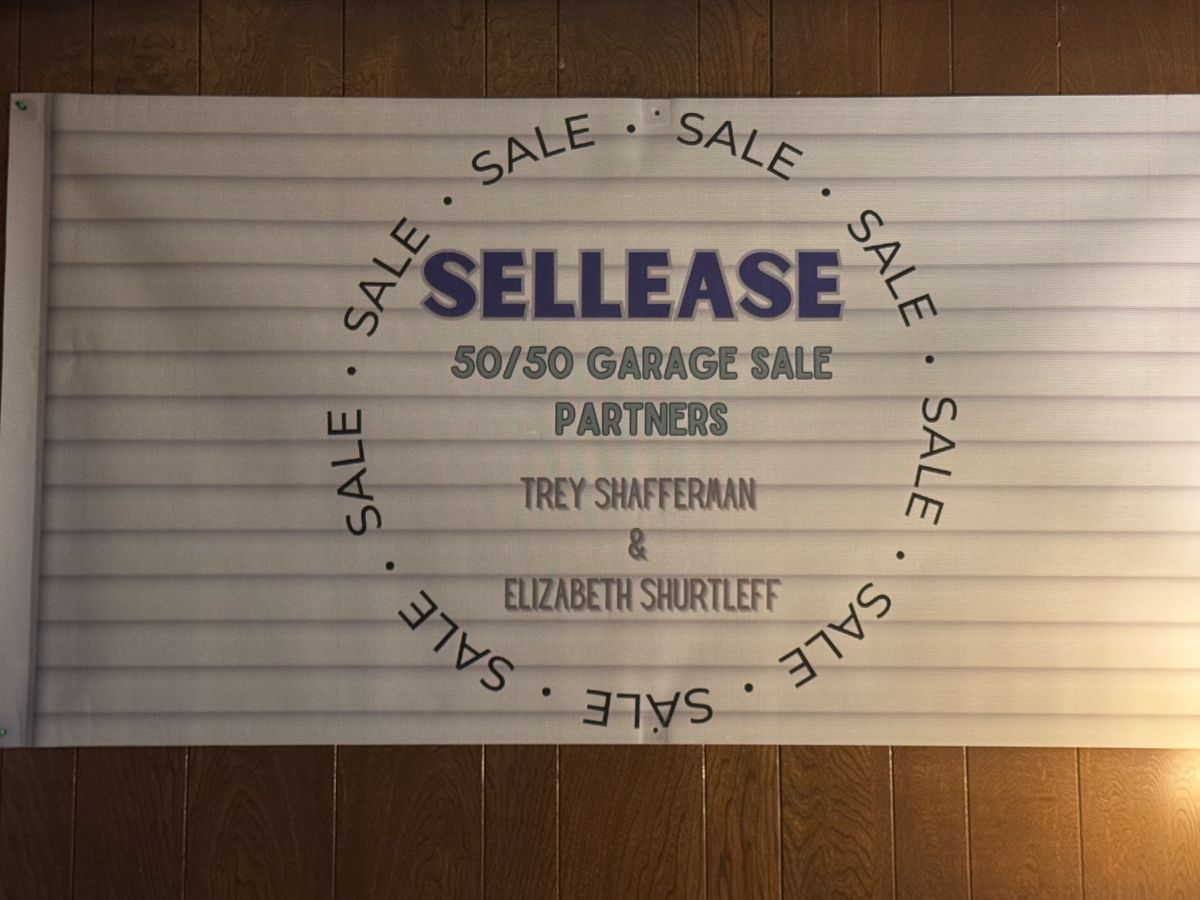 SALE • SALE • SALE • SALE • SALE • SALE • SALE • SALE • SALE •
SELLEASE
50/50 GARAGE SALE
PARTNERS
TREY SHAFFERMAN
&
ELIZABETH SHURTLEFF